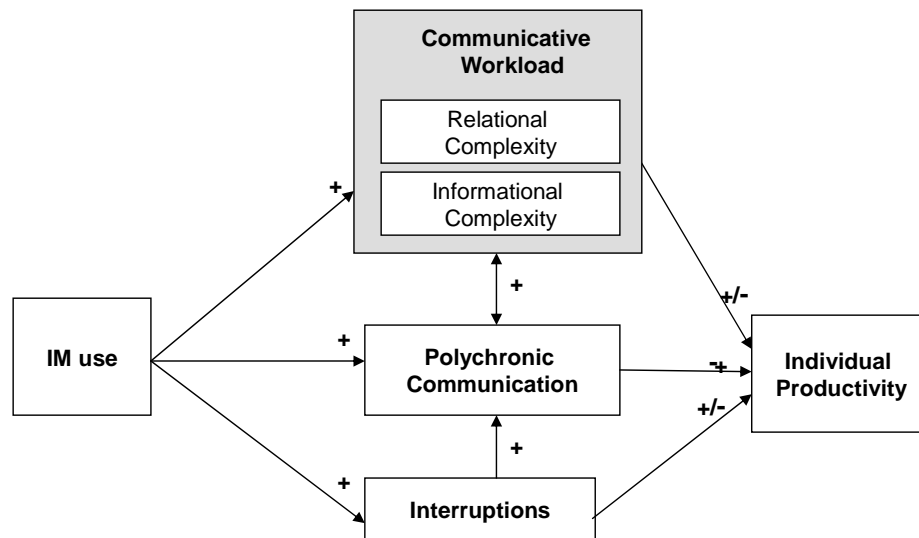 Communicative
Workload
Relational
Complexity
Informational
Complexity
+
+
+/-
IM use
+
Polychronic
Communication
-+
Individual
Productivity
+/-
+
+
Interruptions